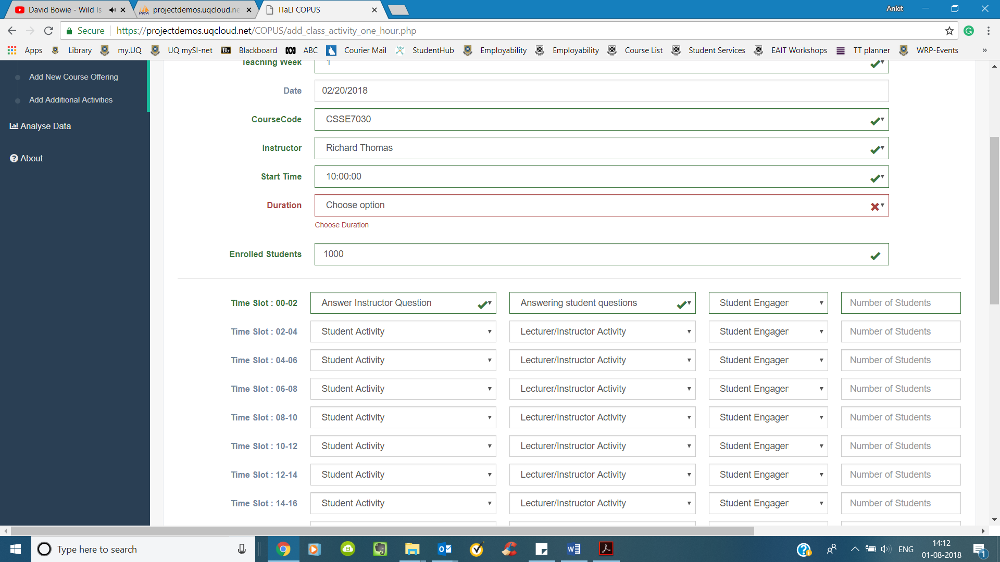 David Bowie - Wild Is
projectdemos.uqcloud.ne
ITaLI COPUS
Ankit
Secure https://projectdemos.uqcloud.net/COPUS/add_class_activity_one_hour.php
Apps Library my.UQ UQ mySI-net Bb Blackboard ABC Courier Mail StudentHub Employability Employability Course List Student Services EAIT Workshops TT planner WRP-Events »
Add New Course Offering
Add Additional Activities
Analyse Data
About
Teaching Week 1
Date 02/20/2018
CourseCode CSSE7030
Instructor Richard Thomas
Start Time 10:00:00
Duration Choose option
Choose Duration
Enrolled Students 1000
Time Slot : 00-02 Answer Instructor Question Answering student questions Student Engager Number of Students
Time Slot : 02-04 Student Activity Lecturer/Instructor Activity Student Engager Number of Students
Time Slot : 04-06 Student Activity Lecturer/Instructor Activity Student Engager Number of Students
Time Slot : 06-08 Student Activity Lecturer/Instructor Activity Student Engager Number of Students
Time Slot : 08-10 Student Activity Lecturer/Instructor Activity Student Engager Number of Students
Time Slot : 10-12 Student Activity Lecturer/Instructor Activity Student Engager Number of Students
Time Slot : 12-14 Student Activity Lecturer/Instructor Activity Student Engager Number of Students
Time Slot : 14-16 Student Activity Lecturer/Instructor Activity Student Engager Number of Students
Type here to search
ENG
14:12
01-08-2018
1